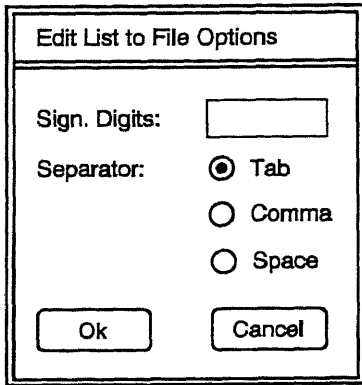 Edit List to File Options
Sign. Digits:
Separator: Tab
Comma
Space
Ok Cancel